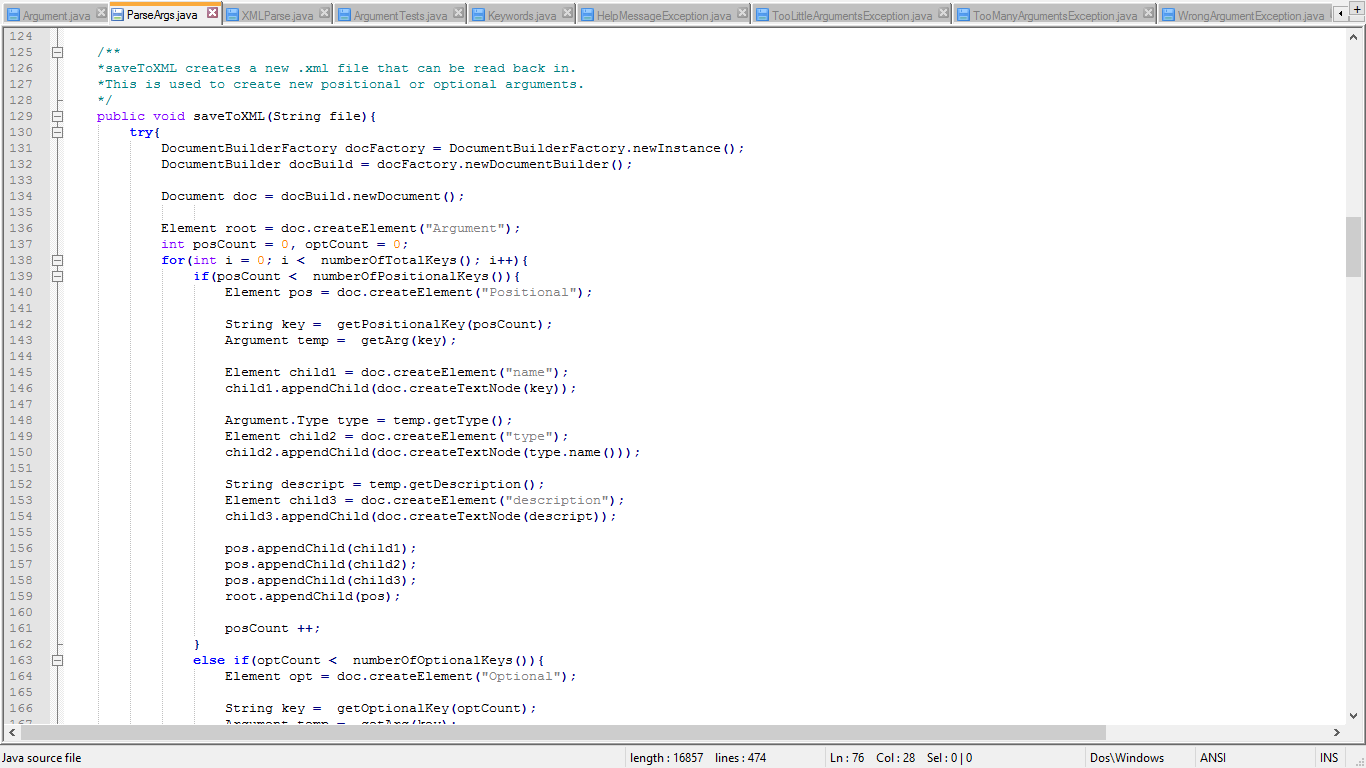 Argument.java ParseArgs.java XMLParse.java ArgumentTests.java Keywords.java HelpMessageException.java TooLittleArgumentsException.java TooManyArgumentsException.java WrongArgumentException.java
124
125 /**
126 *saveToXML creates a new .xml file that can be read back in.
127 *This is used to create new positional or optional arguments.
128 */
129 public void saveToXML(String file){
130 try{
131 DocumentBuilderFactory docFactory = DocumentBuilderFactory.newInstance();
132 DocumentBuilder docBuild = docFactory.newDocumentBuilder();
133
134 Document doc = docBuild.newDocument();
135
136 Element root = doc.createElement("Argument");
137 int posCount = 0, optCount = 0;
138 for(int i = 0; i <  numberOfTotalKeys(); i++){
139 if(posCount <  numberOfPositionalKeys()){
140 Element pos = doc.createElement("Positional");
141
142 String key =  getPositionalKey(posCount);
143 Argument temp =  getArg(key);
144
145 Element child1 = doc.createElement("name");
146 child1.appendChild(doc.createTextNode(key));
147
148 Argument.Type type = temp.getType();
149 Element child2 = doc.createElement("type");
150 child2.appendChild(doc.createTextNode(type.name()));
151
152 String descript = temp.getDescription();
153 Element child3 = doc.createElement("description");
154 child3.appendChild(doc.createTextNode(descript));
155
156 pos.appendChild(child1);
157 pos.appendChild(child2);
158 pos.appendChild(child3);
159 root.appendChild(pos);
160
161 posCount ++;
162 }
163 else if(optCount <  numberOfOptionalKeys()){
164 Element opt = doc.createElement("Optional");
165
166 String key =  getOptionalKey(optCount);
167 Argument temp =  getArg(key);
Java source file length : 16857 lines : 474 Ln : 76 Col : 28 Sel : 0 | 0 Dos\Windows ANSI INS